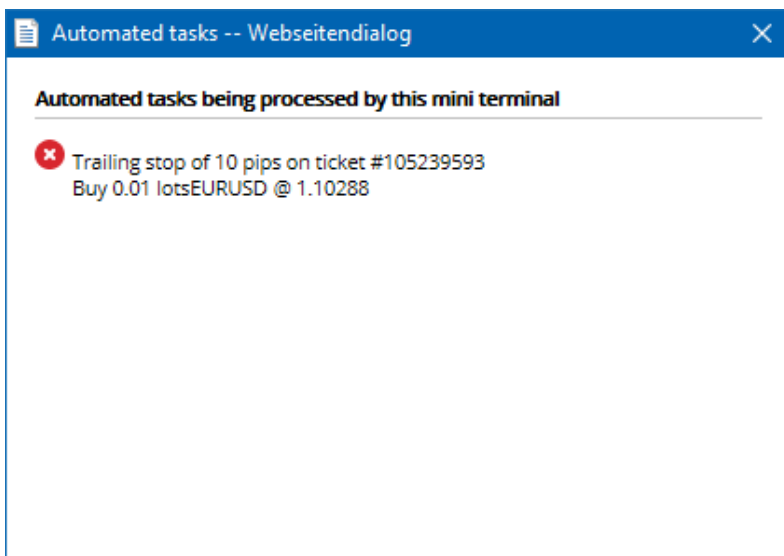 Automated tasks -- Webseitendialog
Automated tasks being processed by this mini terminal
Trailing stop of 10 pips on ticket #105239593
Buy 0.01 lotsEURUSD @ 1.10288